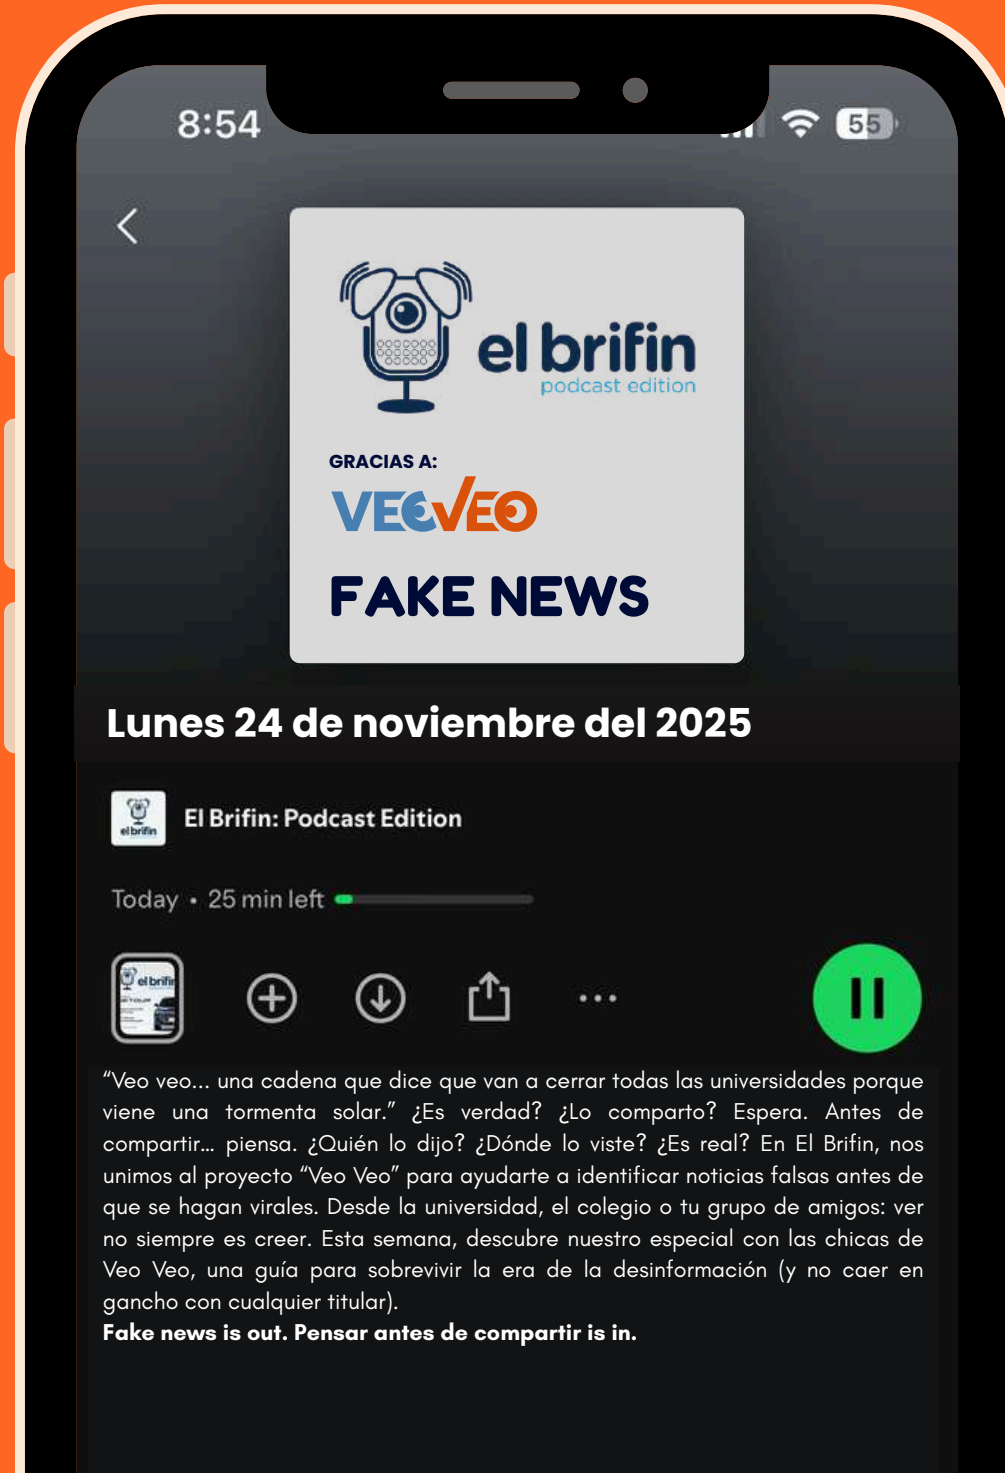 8:54
55
el brifin
podcast edition
GRACIAS A:
VEOVEO
FAKE NEWS
Lunes 24 de noviembre del 2025
el brifin
El Brifin: Podcast Edition
Today • 25 min left
el brifin
“Veo veo... una cadena que dice que van a cerrar todas las universidades porque
viene una tormenta solar.” ¿Es verdad? ¿Lo comparto? Espera. Antes de
compartir... piensa. ¿Quién lo dijo? ¿Dónde lo viste? ¿Es real? En El Brifin, nos
unimos al proyecto “Veo Veo” para ayudarte a identificar noticias falsas antes de
que se hagan virales. Desde la universidad, el colegio o tu grupo de amigos: ver
no siempre es creer. Esta semana, descubre nuestro especial con las chicas de
Veo Veo, una guía para sobrevivir la era de la desinformación (y no caer en
gancho con cualquier titular).
Fake news is out. Pensar antes de compartir is in.